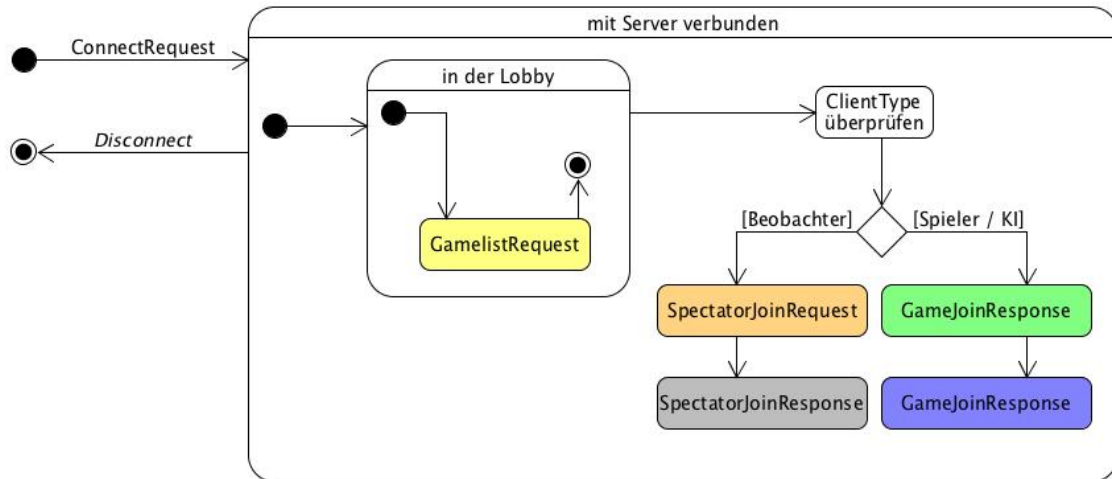 mit Server verbunden
ConnectRequest
in der Lobby
ClientType
überprüfen
Disconnect
[Beobachter]
[Spieler / KI]
GamelistRequest
SpectatorJoinRequest
GameJoinResponse
SpectatorJoinResponse
GameJoinResponse